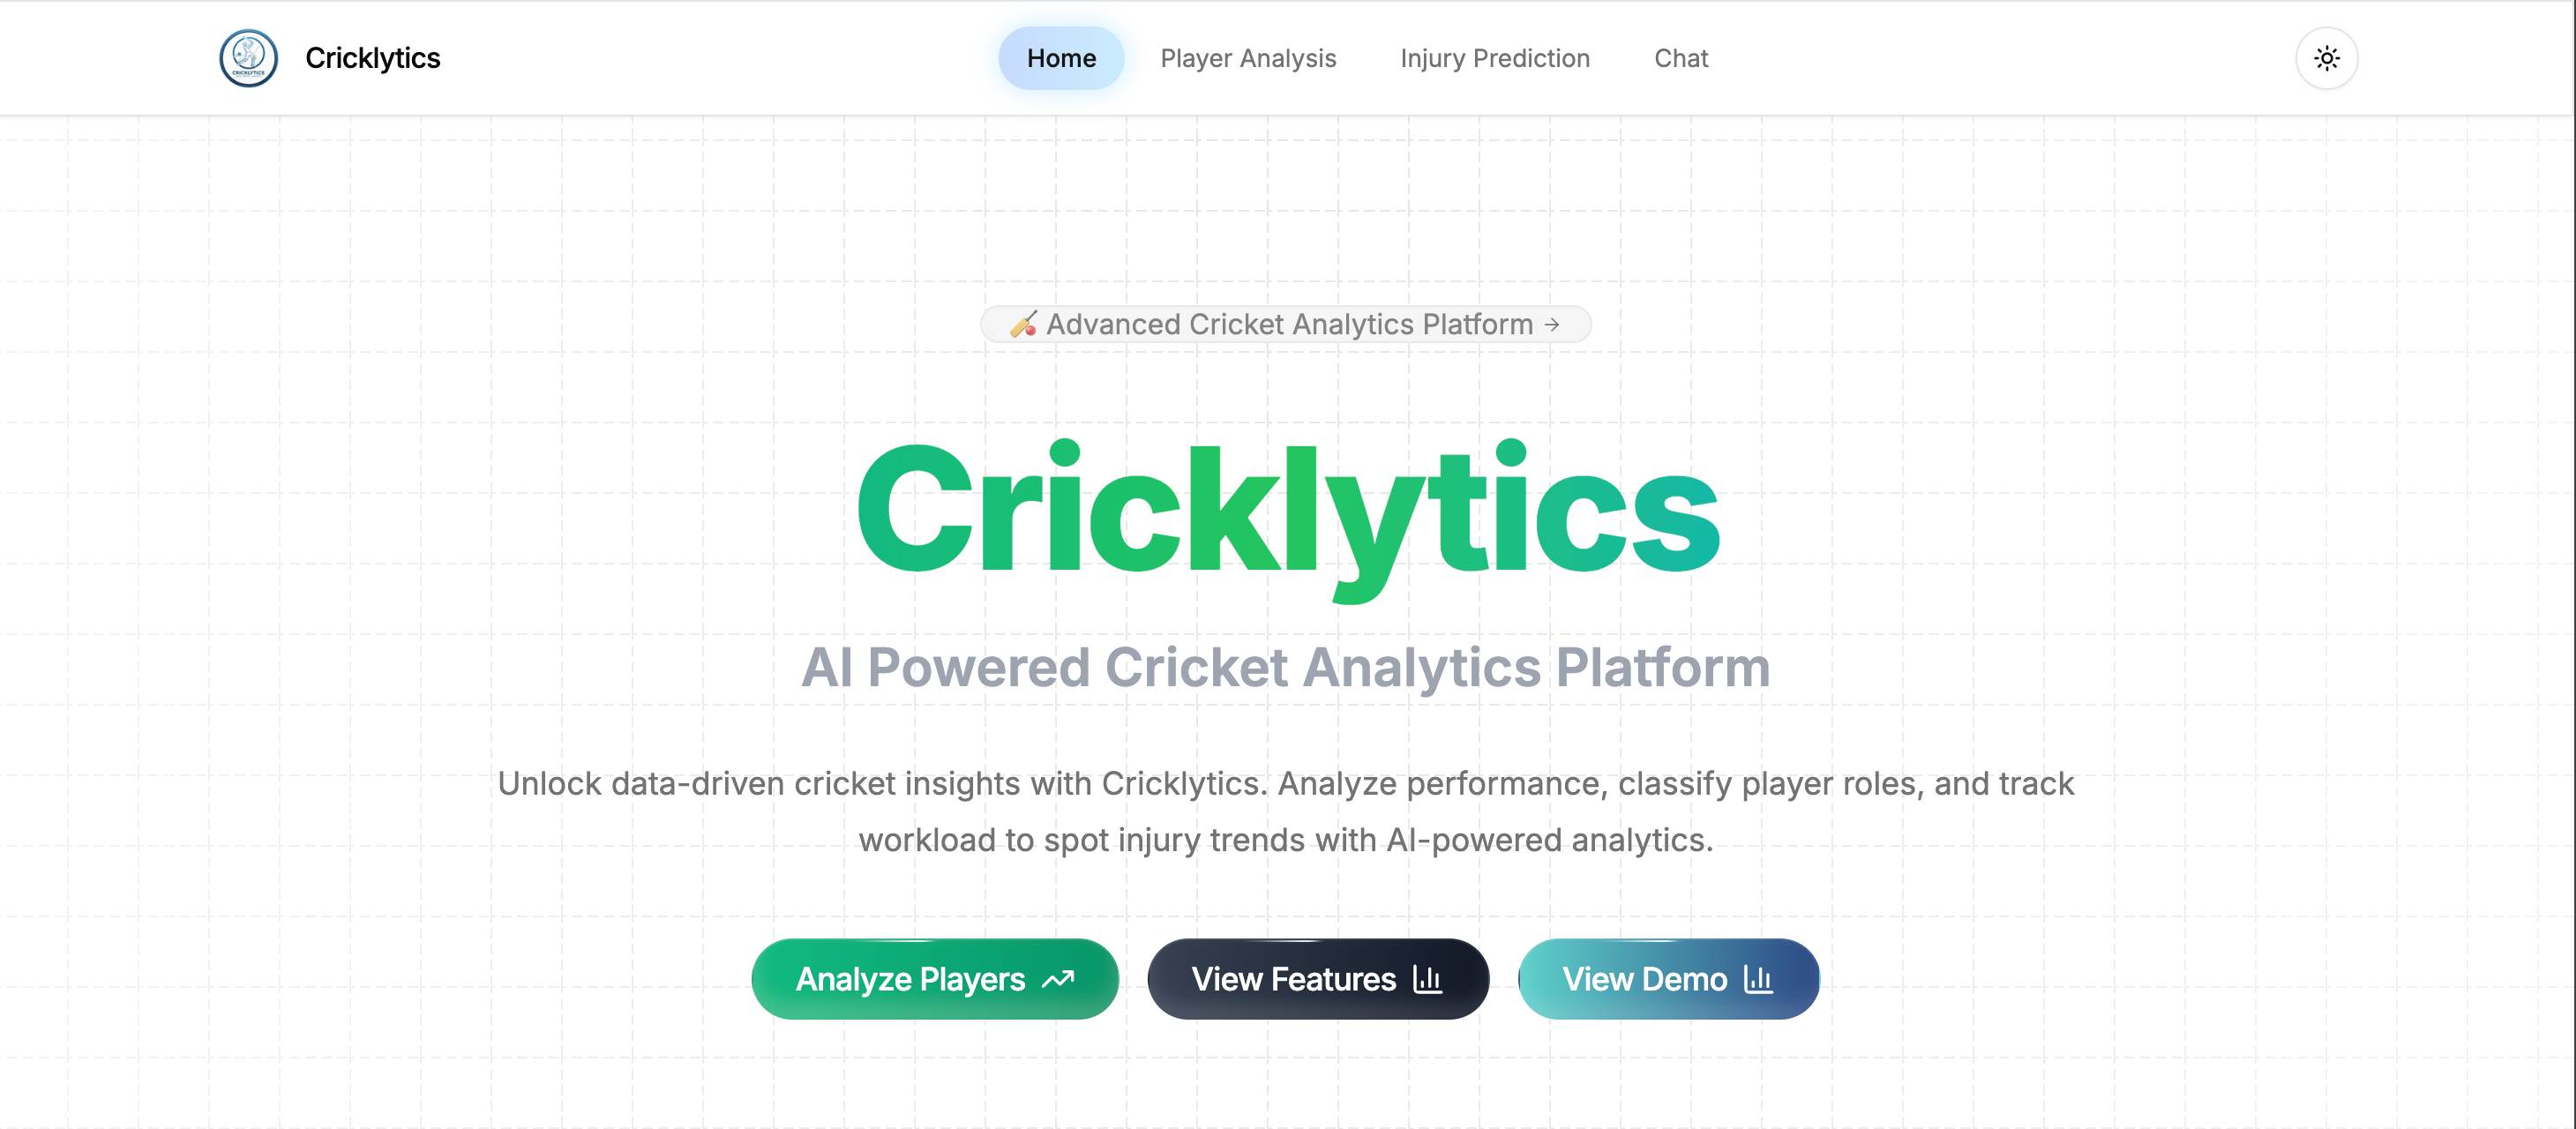 CRICKLYTICS
Cricklytics
Home
Player Analysis
Injury Prediction
Chat
🏏 Advanced Cricket Analytics Platform →
Cricklytics
AI Powered Cricket Analytics Platform
Unlock data-driven cricket insights with Cricklytics. Analyze performance, classify player roles, and track
workload to spot injury trends with AI-powered analytics.
Analyze Players
View Features
View Demo